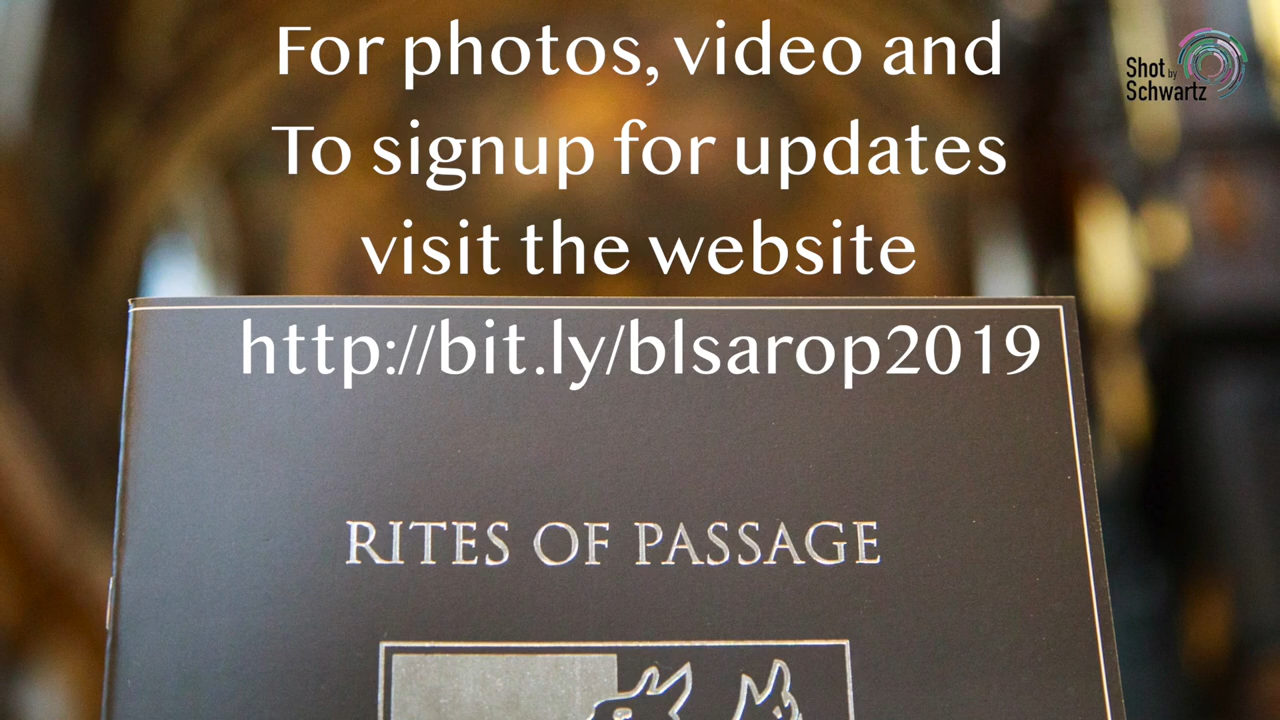 For photos, video and
To signup for updates
visit the website
http://bit.ly/blsarop2019
Shot by
Schwartz
RITES OF PASSAGE